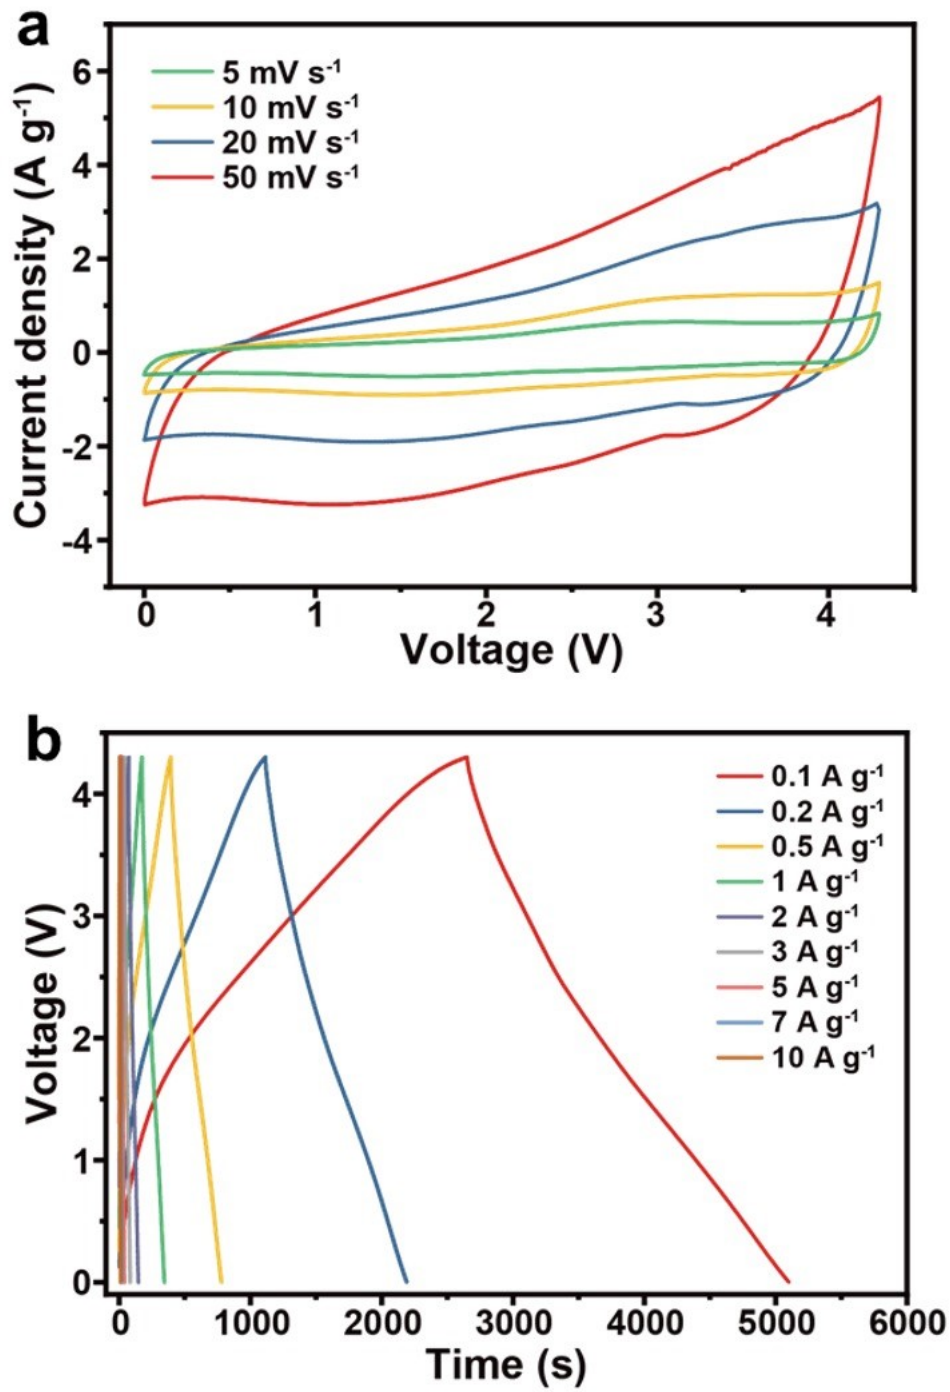 a
5 mV s⁻¹
10 mV s⁻¹
20 mV s⁻¹
50 mV s⁻¹
Current density (A g⁻¹)
6
4
2
0
-2
-4
0 1 2 3 4
Voltage (V)
b
0.1 A g⁻¹
0.2 A g⁻¹
0.5 A g⁻¹
1 A g⁻¹
2 A g⁻¹
3 A g⁻¹
5 A g⁻¹
7 A g⁻¹
10 A g⁻¹
Voltage (V)
4
3
2
1
0
0 1000 2000 3000 4000 5000 6000
Time (s)